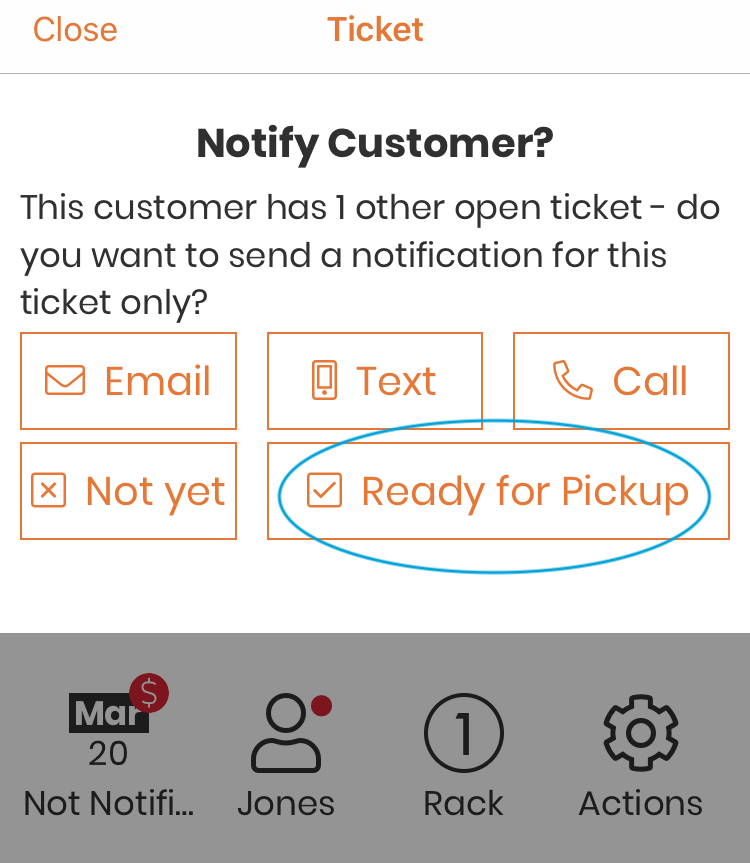 Close
Ticket
Notify Customer?
This customer has 1 other open ticket - do
you want to send a notification for this
ticket only?
Email
Text
Call
Not yet
Ready for Pickup
$
Mar
20
1
Not Notifi...
Jones
Rack
Actions